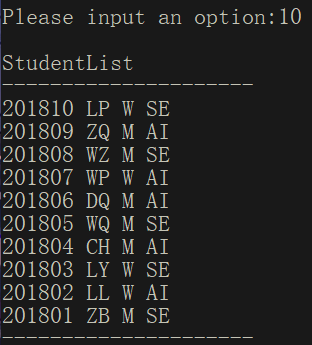 Please input an option:10
StudentList
---------------------
201810 LP W SE
201809 ZQ M AI
201808 WZ M SE
201807 WP W AI
201806 DQ M AI
201805 WQ M SE
201804 CH M AI
201803 LY W SE
201802 LL W AI
201801 ZB M SE
---------------------